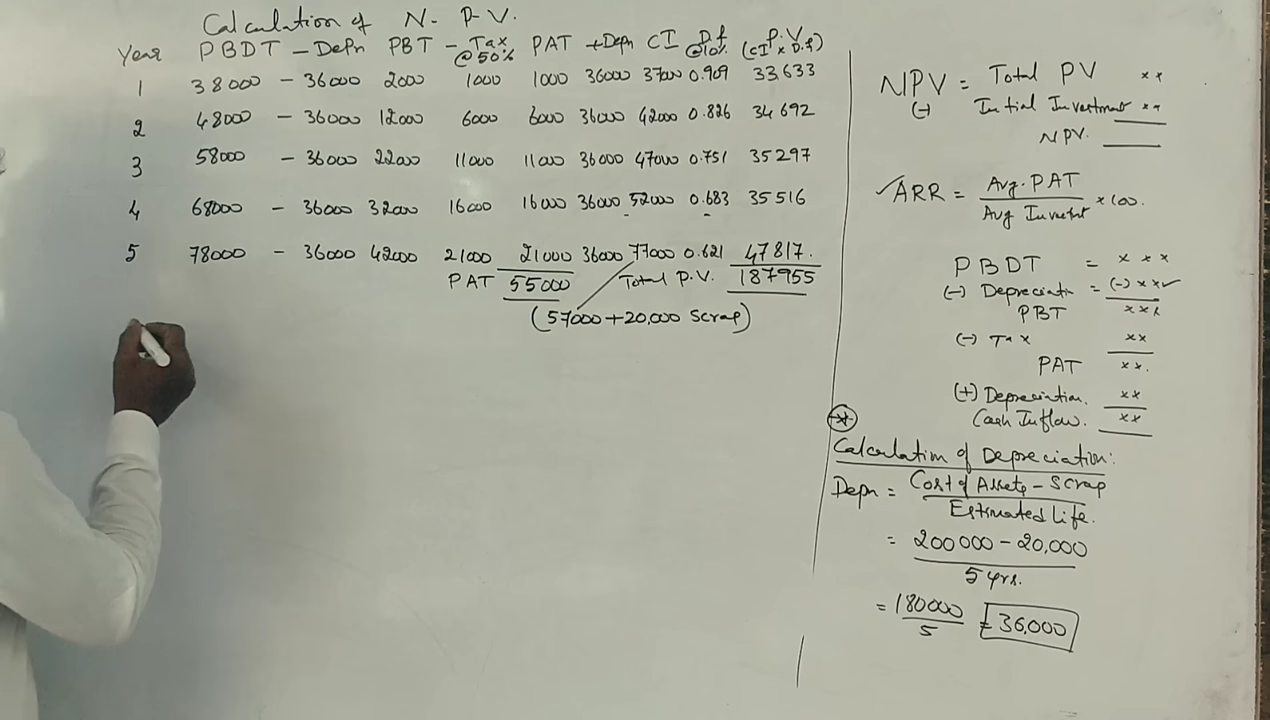 Calculation of N-P-V.
Year PBDT - Depn PBT - Tax @50% PAT + Depn CI D.f @10% P.V (CI x D.f)
1 38000 - 36000 2000 1000 1000 36000 37000 0.909 33633
2 48000 - 36000 12000 6000 6000 36000 42000 0.826 34692
3 58000 - 36000 22000 11000 11000 36000 47000 0.751 35297
4 68000 - 36000 32000 16000 16000 36000 52000 0.683 35516
5 78000 - 36000 42000 21000 21000 36000 77000 0.621 47817.
PAT 55000 Total P.V. 187955
(57000+20,000 Scrap)
NPV = Total PV xx
(-) Initial Investment xx
NPV.
✓ARR = Avg. PAT
Avg Investnt x100.
PBDT = xxx
(-) Depreciatin = (-) xx✓
PBT xxx
(-) Tax xx
PAT xx.
(+) Depreciation. xx
Cash Inflow. xx
Calculation of Depreciation:
Depn = Cost of Assets - Scrap
Estimated Life.
= 200000 - 20,000
5 yrs.
= 180000
5 = 36,000